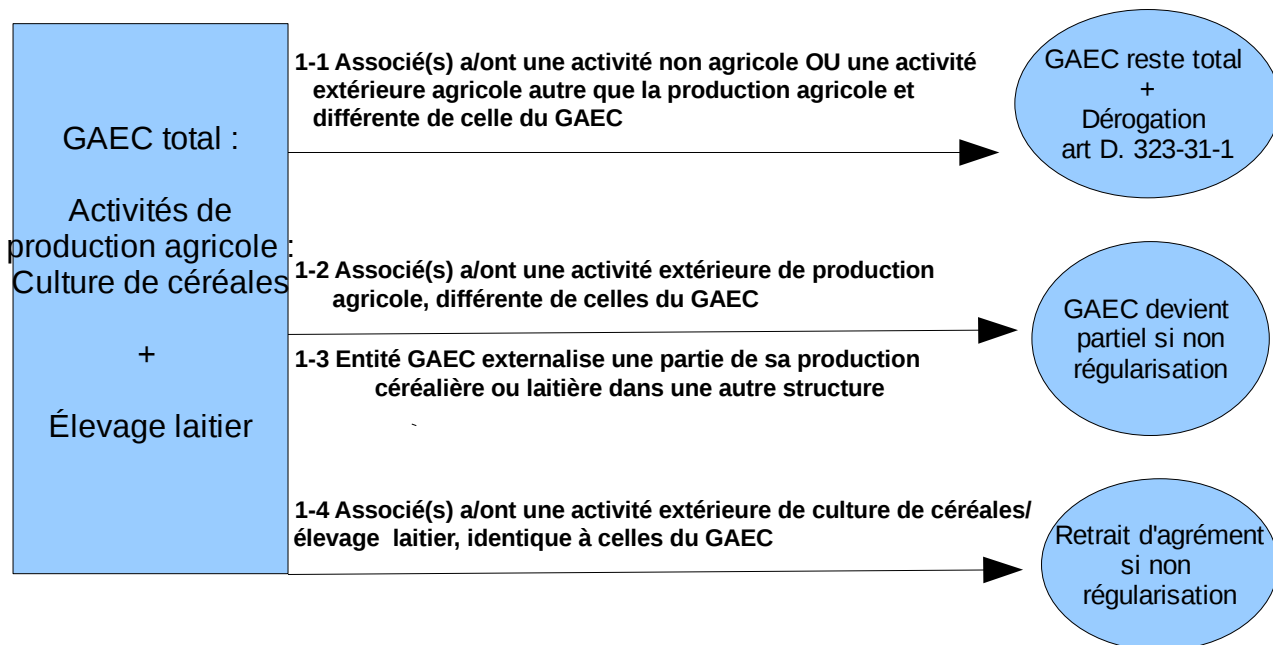 GAEC total :
Activités de
production agricole :
Culture de céréales
+
Élevage laitier
1-1 Associé(s) a/ont une activité non agricole OU une activité
extérieure agricole autre que la production agricole et
différente de celle du GAEC
GAEC reste total
+
Dérogation
art D. 323-31-1
1-2 Associé(s) a/ont une activité extérieure de production
agricole, différente de celles du GAEC
1-3 Entité GAEC externalise une partie de sa production
céréalière ou laitière dans une autre structure
GAEC devient
partiel si non
régularisation
1-4 Associé(s) a/ont une activité extérieure de culture de céréales/
élevage laitier, identique à celles du GAEC
Retrait d'agrément
si non
régularisation